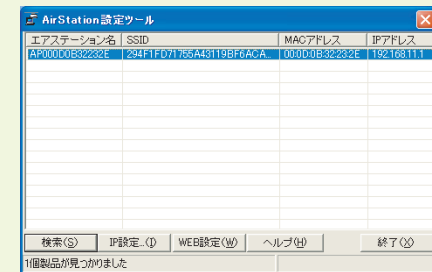 AirStation設定ツール
エアステーション名 SSID MACアドレス IPアドレス
AP000D0B32232E 294F1FD71755A43119BF6ACA... 00:0D:0B:32:23:2E 192.168.11.1
検索(S) IP設定...(I) WEB設定(W) ヘルプ(H) 終了(X)
1個製品が見つかりました